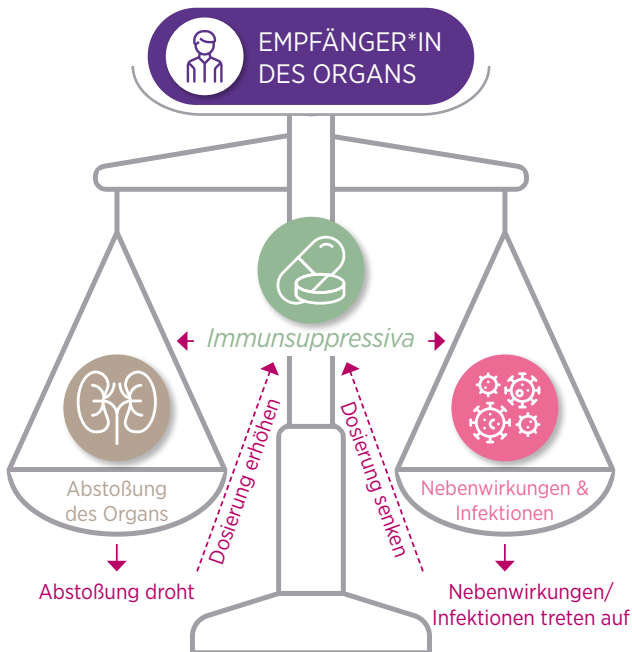 EMPFÄNGER*IN
DES ORGANS
Immunsuppressiva
Dosierung erhöhen
Dosierung senken
Abstoßung
des Organs
Nebenwirkungen &
Infektionen
Abstoßung droht
Nebenwirkungen/
Infektionen treten auf